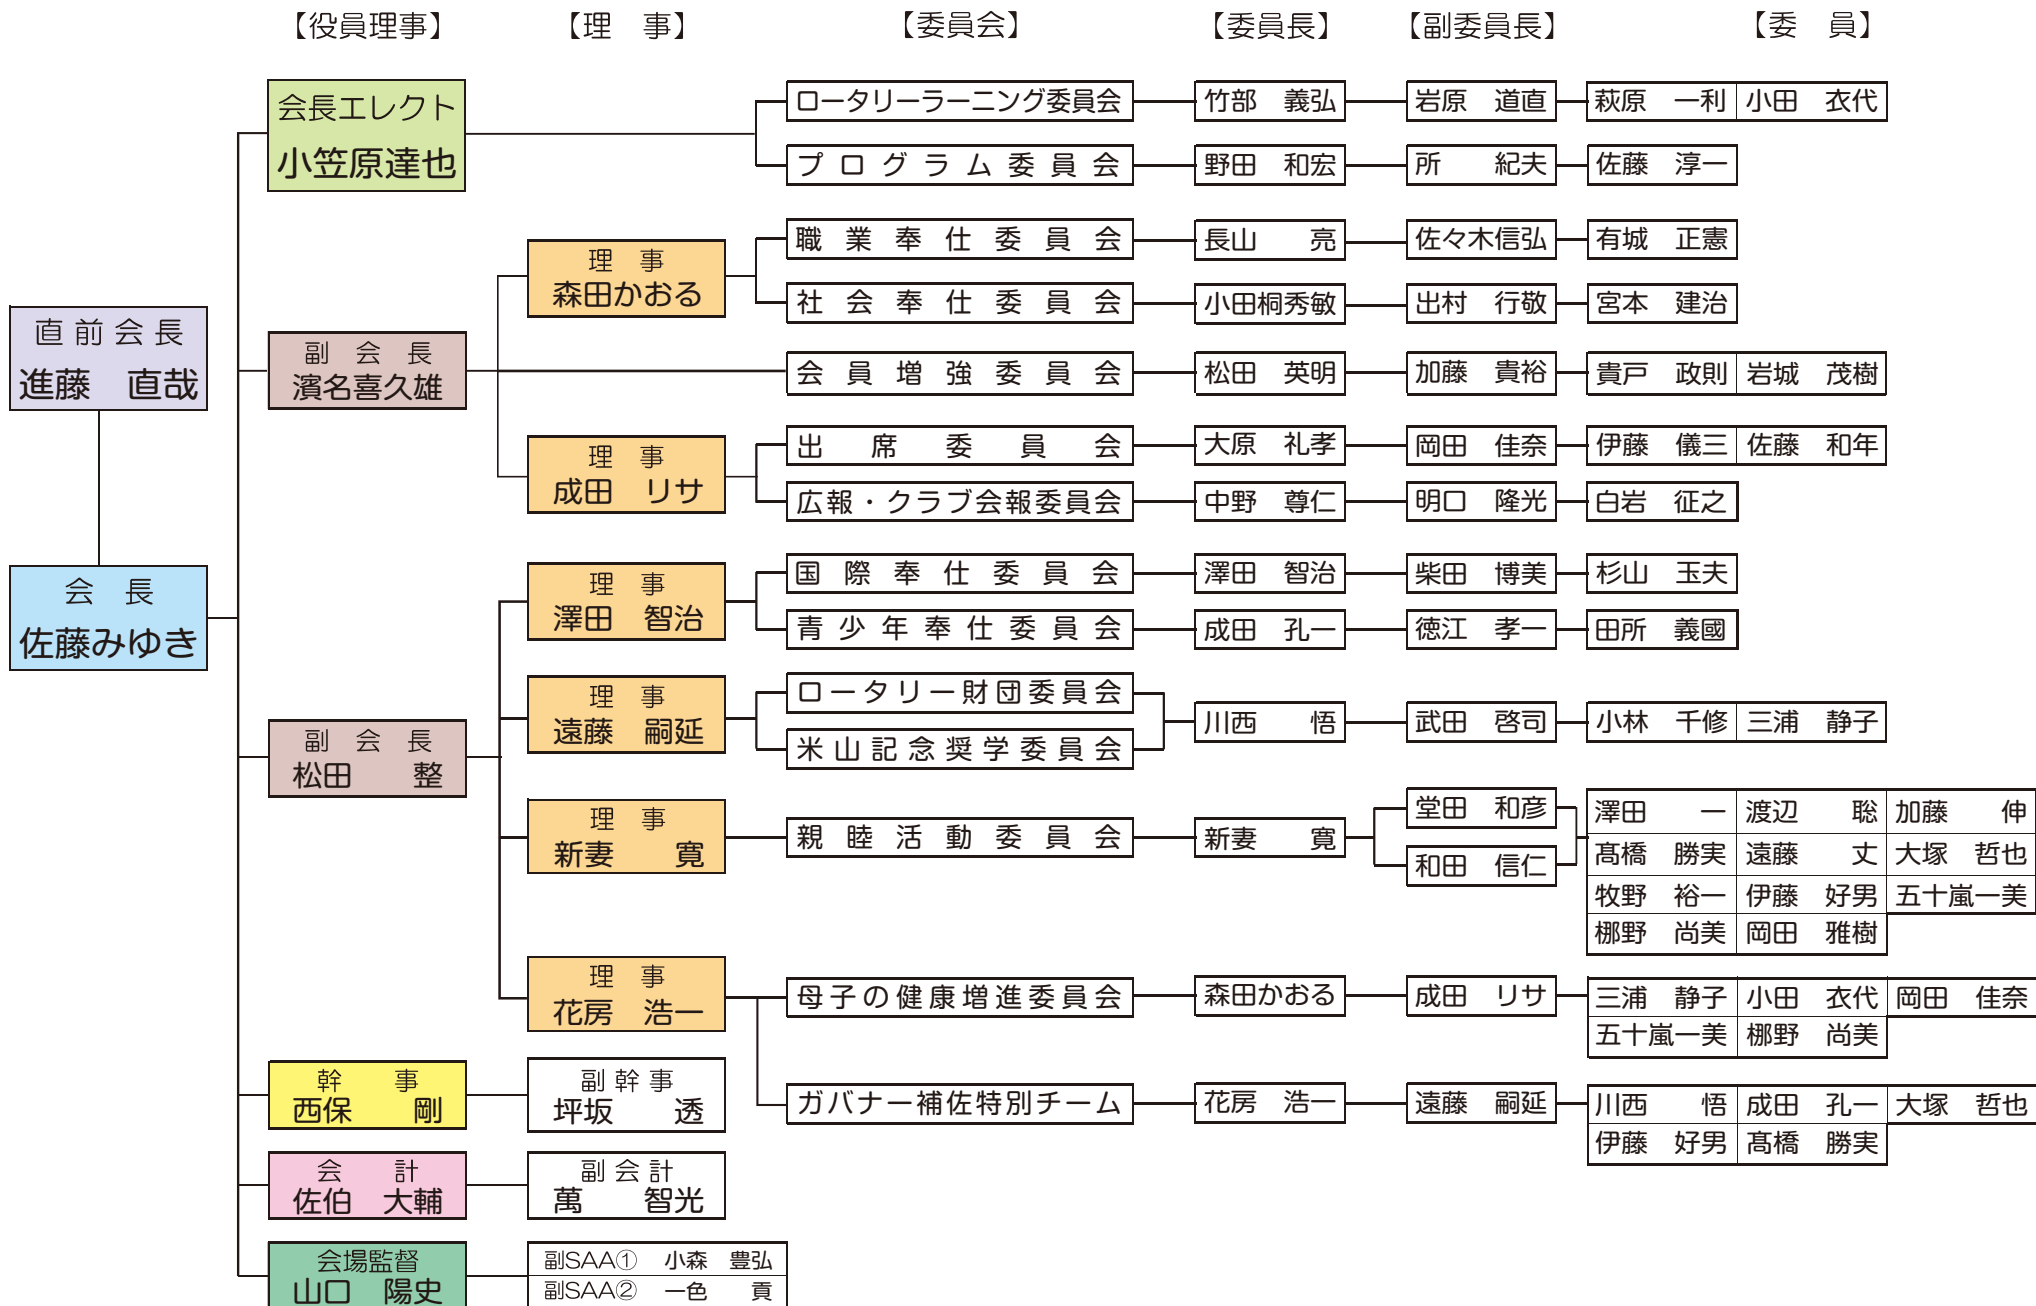 【役員理事】 【理　事】 【委員会】 【委員長】 【副委員長】 【委　員】
直前会長
進藤　直哉
会　長
佐藤みゆき
会長エレクト
小笠原達也
ロータリーラーニング委員会 竹部　義弘 岩原　道直 萩原　一利 小田　衣代
プログラム委員会 野田　和宏 所　　紀夫 佐藤　淳一
副　会　長
濱名喜久雄
理　事
森田かおる
職業奉仕委員会 長山　　亮 佐々木信弘 有城　正憲
社会奉仕委員会 小田桐秀敏 出村　行敬 宮本　建治
会員増強委員会 松田　英明 加藤　貴裕 貴戸　政則 岩城　茂樹
理　事
成田　リサ
出席委員会 大原　礼孝 岡田　佳奈 伊藤　儀三 佐藤　和年
広報・クラブ会報委員会 中野　尊仁 明口　隆光 白岩　征之
副　会　長
松田　　整
理　事
澤田　智治
国際奉仕委員会 澤田　智治 柴田　博美 杉山　玉夫
青少年奉仕委員会 成田　孔一 徳江　孝一 田所　義國
理　事
遠藤　嗣延
ロータリー財団委員会
米山記念奨学委員会
川西　　悟 武田　啓司 小林　千修 三浦　静子
理　事
新妻　　寛
親睦活動委員会 新妻　　寛
堂田　和彦
和田　信仁
澤田　　一 渡辺　　聡 加藤　　伸
髙橋　勝実 遠藤　　丈 大塚　哲也
牧野　裕一 伊藤　好男 五十嵐一美
梛野　尚美 岡田　雅樹
理　事
花房　浩一
母子の健康増進委員会 森田かおる 成田　リサ 三浦　静子 小田　衣代 岡田　佳奈
五十嵐一美 梛野　尚美
ガバナー補佐特別チーム 花房　浩一 遠藤　嗣延 川西　　悟 成田　孔一 大塚　哲也
伊藤　好男 髙橋　勝実
幹　　事
西保　　剛
副幹事
坪坂　　透
会　　計
佐伯　大輔
副会計
萬　　智光
会場監督
山口　陽史
副SAA①　小森　豊弘
副SAA②　一色　　貢